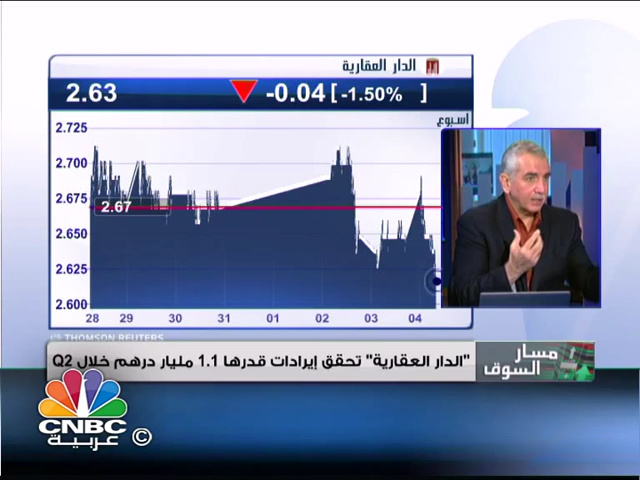 الدار العقارية
2.63 -0.04 [ -1.50% ]
اسبوع
2.725
2.700
2.675
2.67
2.650
2.625
2.600
28 29 30 31 01 02 03 04
THOMSON REUTERS
"الدار العقارية" تحقق إيرادات قدرها 1.1 مليار درهم خلال Q2
مسار
السوق
CNBC
عربية ©